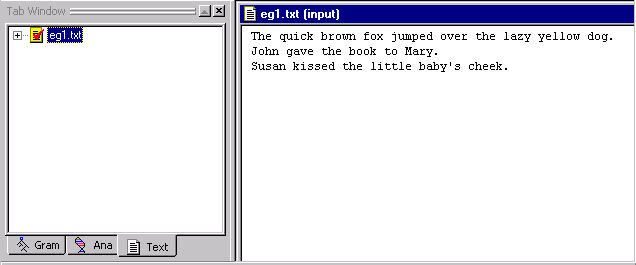 Tab Window
eg1.txt
Gram
Ana
Text
eg1.txt (input)
The quick brown fox jumped over the lazy yellow dog.
John gave the book to Mary.
Susan kissed the little baby's cheek.